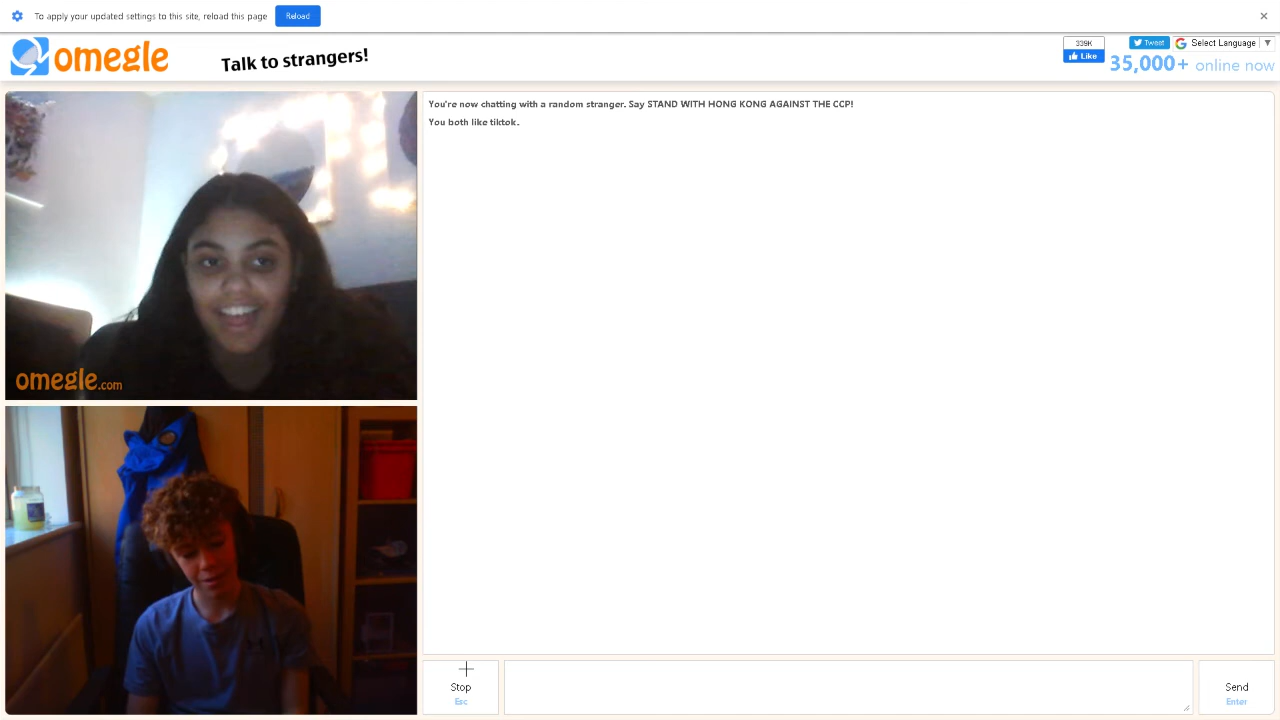 To apply your updated settings to this site, reload this page
Reload
omegle
Talk to strangers!
339K
Like
Tweet
Select Language
35,000+ online now
You're now chatting with a random stranger. Say STAND WITH HONG KONG AGAINST THE CCP!
You both like tiktok.
omegle.com
Stop
Esc
Send
Enter